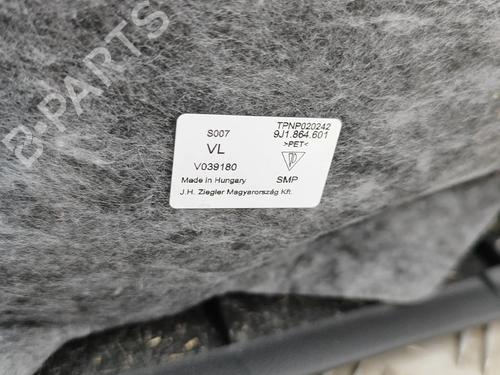 B-PARTS
S007
TPNP020242
9J1.864.601
VL
>PET<
V039180
Made in Hungary
SMP
J.H. Ziegler Magyarország Kft.